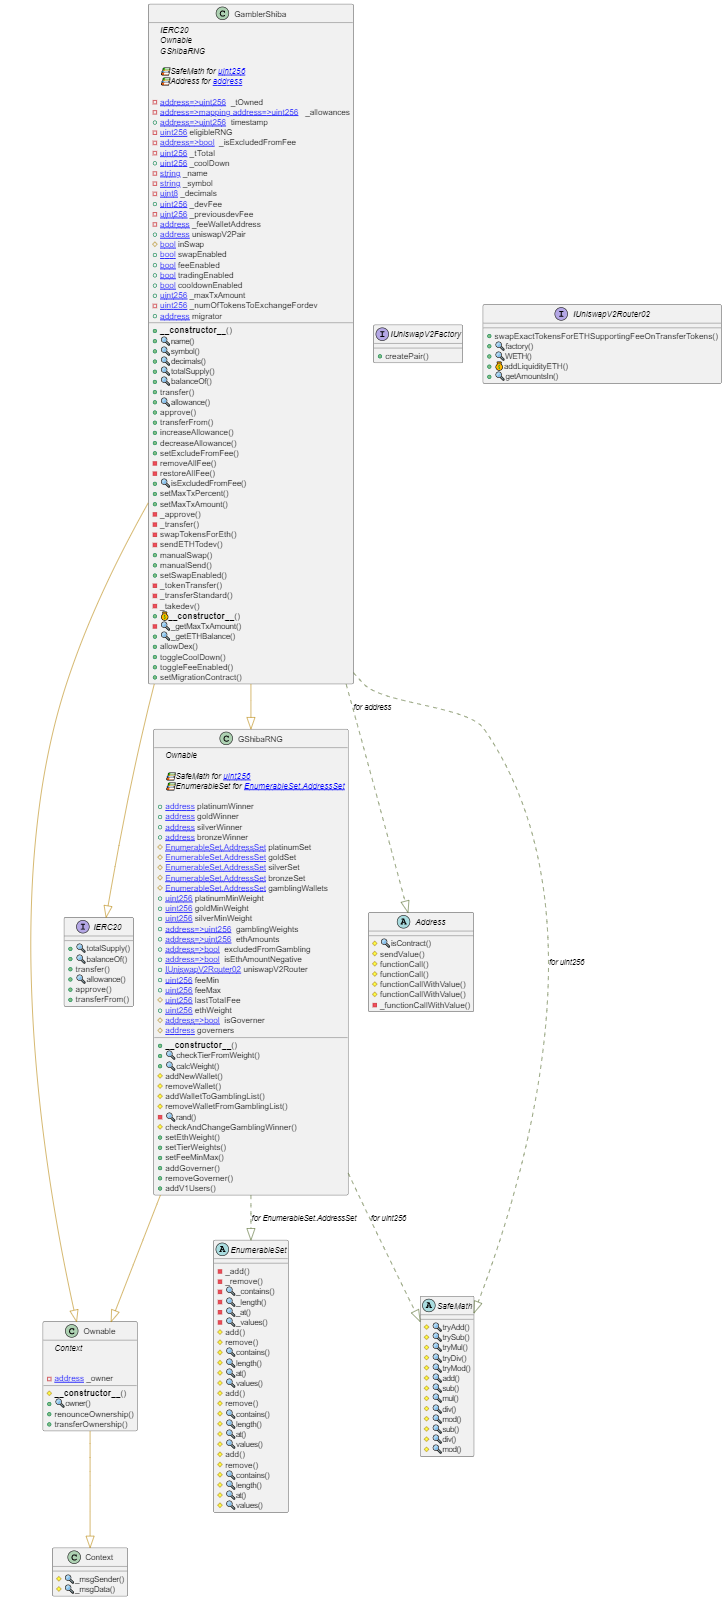 C GamblerShiba
IERC20
Ownable
GShibaRNG
SafeMath for uint256
Address for address
address=>uint256 _tOwned
address=>mapping address=>uint256 _allowances
address=>uint256 timestamp
uint256 eligibleRNG
address=>bool _isExcludedFromFee
uint256 _tTotal
uint256 _coolDown
string _name
string _symbol
uint8 _decimals
uint256 _devFee
uint256 _previousdevFee
address _feeWalletAddress
address uniswapV2Pair
bool inSwap
bool swapEnabled
bool feeEnabled
bool tradingEnabled
bool cooldownEnabled
uint256 _maxTxAmount
uint256 _numOfTokensToExchangeFordev
address migrator
__constructor__()
name()
symbol()
decimals()
totalSupply()
balanceOf()
transfer()
allowance()
approve()
transferFrom()
increaseAllowance()
decreaseAllowance()
setExcludeFromFee()
removeAllFee()
restoreAllFee()
isExcludedFromFee()
setMaxTxPercent()
setMaxTxAmount()
_approve()
_transfer()
swapTokensForEth()
sendETHTodev()
manualSwap()
manualSend()
setSwapEnabled()
_tokenTransfer()
_transferStandard()
_takedev()
__constructor__()
_getMaxTxAmount()
_getETHBalance()
allowDex()
toggleCoolDown()
toggleFeeEnabled()
setMigrationContract()
I IUniswapV2Factory
createPair()
I IUniswapV2Router02
swapExactTokensForETHSupportingFeeOnTransferTokens()
factory()
WETH()
addLiquidityETH()
getAmountsIn()
for address
C GShibaRNG
Ownable
SafeMath for uint256
EnumerableSet for EnumerableSet.AddressSet
address platinumWinner
address goldWinner
address silverWinner
address bronzeWinner
EnumerableSet.AddressSet platinumSet
EnumerableSet.AddressSet goldSet
EnumerableSet.AddressSet silverSet
EnumerableSet.AddressSet bronzeSet
EnumerableSet.AddressSet gamblingWallets
uint256 platinumMinWeight
uint256 goldMinWeight
uint256 silverMinWeight
address=>uint256 gamblingWeights
address=>uint256 ethAmounts
address=>bool excludedFromGambling
address=>bool isEthAmountNegative
IUniswapV2Router02 uniswapV2Router
uint256 feeMin
uint256 feeMax
uint256 lastTotalFee
uint256 ethWeight
address=>bool isGoverner
address governers
__constructor__()
checkTierFromWeight()
calcWeight()
addNewWallet()
removeWallet()
addWalletToGamblingList()
removeWalletFromGamblingList()
rand()
checkAndChangeGamblingWinner()
setEthWeight()
setTierWeights()
setFeeMinMax()
addGoverner()
removeGoverner()
addV1Users()
I IERC20
totalSupply()
balanceOf()
transfer()
allowance()
approve()
transferFrom()
A Address
isContract()
sendValue()
functionCall()
functionCall()
functionCallWithValue()
functionCallWithValue()
_functionCallWithValue()
for uint256
for EnumerableSet.AddressSet
for uint256
A EnumerableSet
_add()
_remove()
_contains()
_length()
_at()
_values()
add()
remove()
contains()
length()
at()
values()
add()
remove()
contains()
length()
at()
values()
add()
remove()
contains()
length()
at()
values()
A SafeMath
tryAdd()
trySub()
tryMul()
tryDiv()
tryMod()
add()
sub()
mul()
div()
mod()
sub()
div()
mod()
C Ownable
Context
address _owner
__constructor__()
owner()
renounceOwnership()
transferOwnership()
C Context
_msgSender()
_msgData()